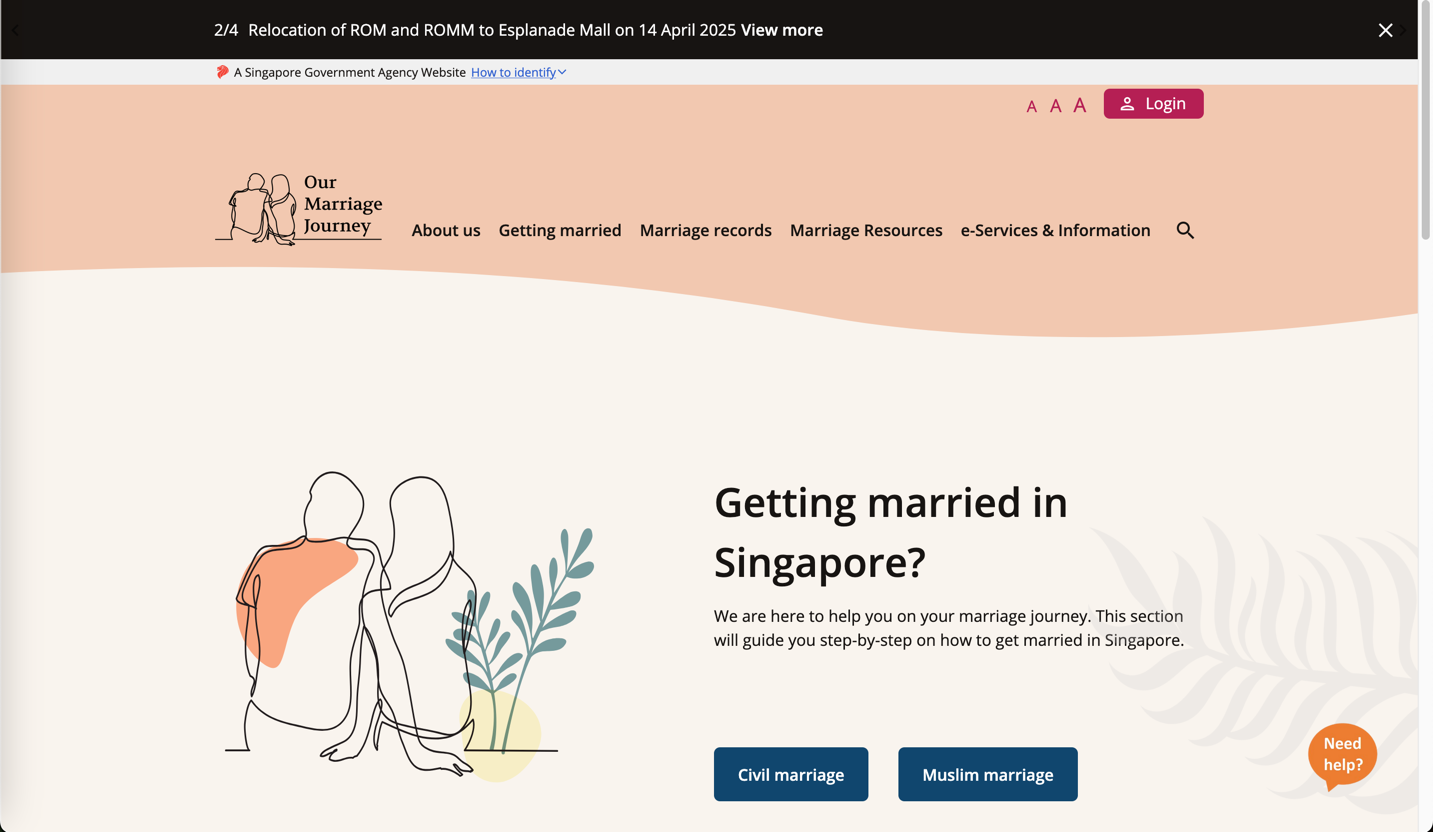 2/4 Relocation of ROM and ROMM to Esplanade Mall on 14 April 2025 View more
A Singapore Government Agency Website How to identify
A A A Login
Our
Marriage
Journey
About us Getting married Marriage records Marriage Resources e-Services & Information
Getting married in
Singapore?
We are here to help you on your marriage journey. This section
will guide you step-by-step on how to get married in Singapore.
Civil marriage Muslim marriage
Need
help?